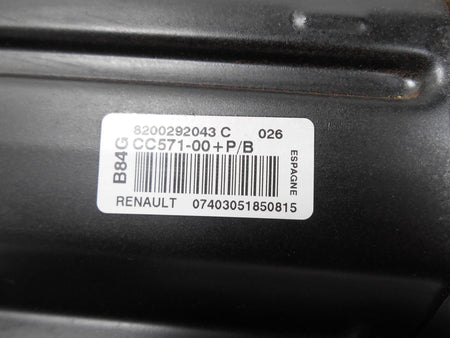 8200292043 C 026
B84G
CC571-00+P/B
ESPAGNE
RENAULT 07403051850815